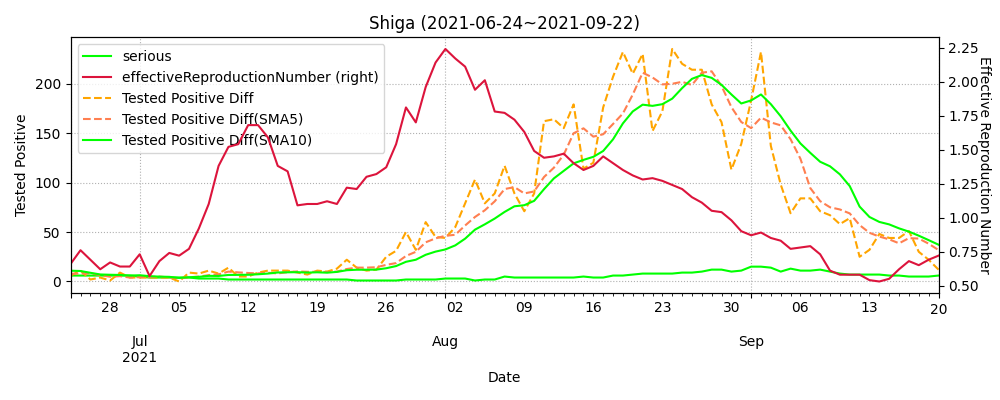 Shiga (2021-06-24~2021-09-22)
serious
effectiveReproductionNumber (right)
Tested Positive Diff
Tested Positive Diff(SMA5)
Tested Positive Diff(SMA10)
Tested Positive
200
150
100
50
0
2.25
2.00
1.75
1.50
1.25
1.00
0.75
0.50
Effective Reproduction Number
28 05 12 19 26 02 09 16 23 30 06 13 20
Jul Aug Sep
2021
Date